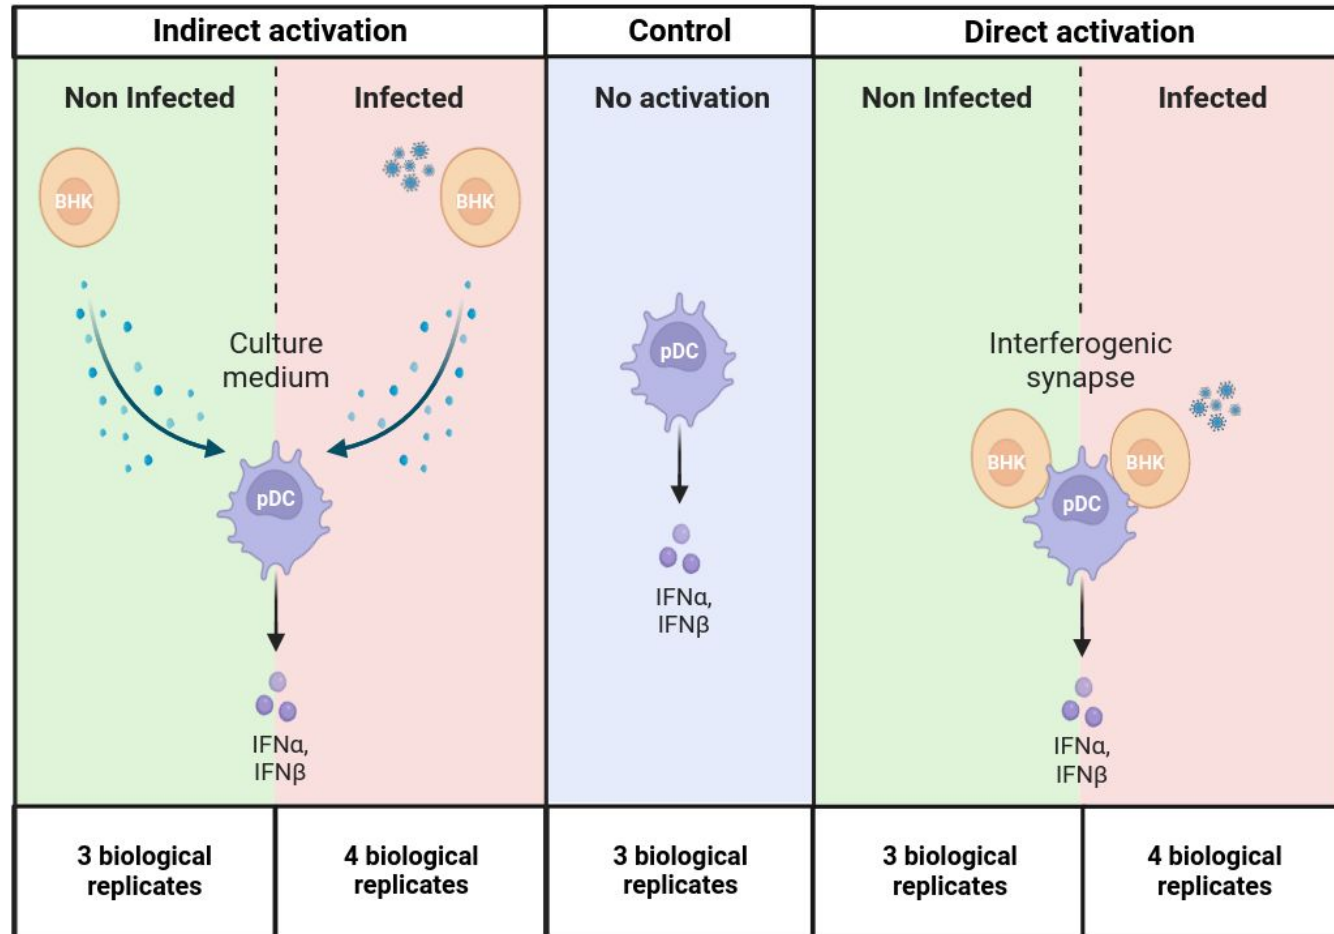 Indirect activation
Control
Direct activation
Non Infected
Infected
No activation
Non Infected
Infected
BHK
BHK
Culture
medium
pDC
IFNα,
IFNβ
pDC
IFNα,
IFNβ
Interferogenic
synapse
BHK
BHK
pDC
IFNα,
IFNβ
3 biological
replicates
4 biological
replicates
3 biological
replicates
3 biological
replicates
4 biological
replicates